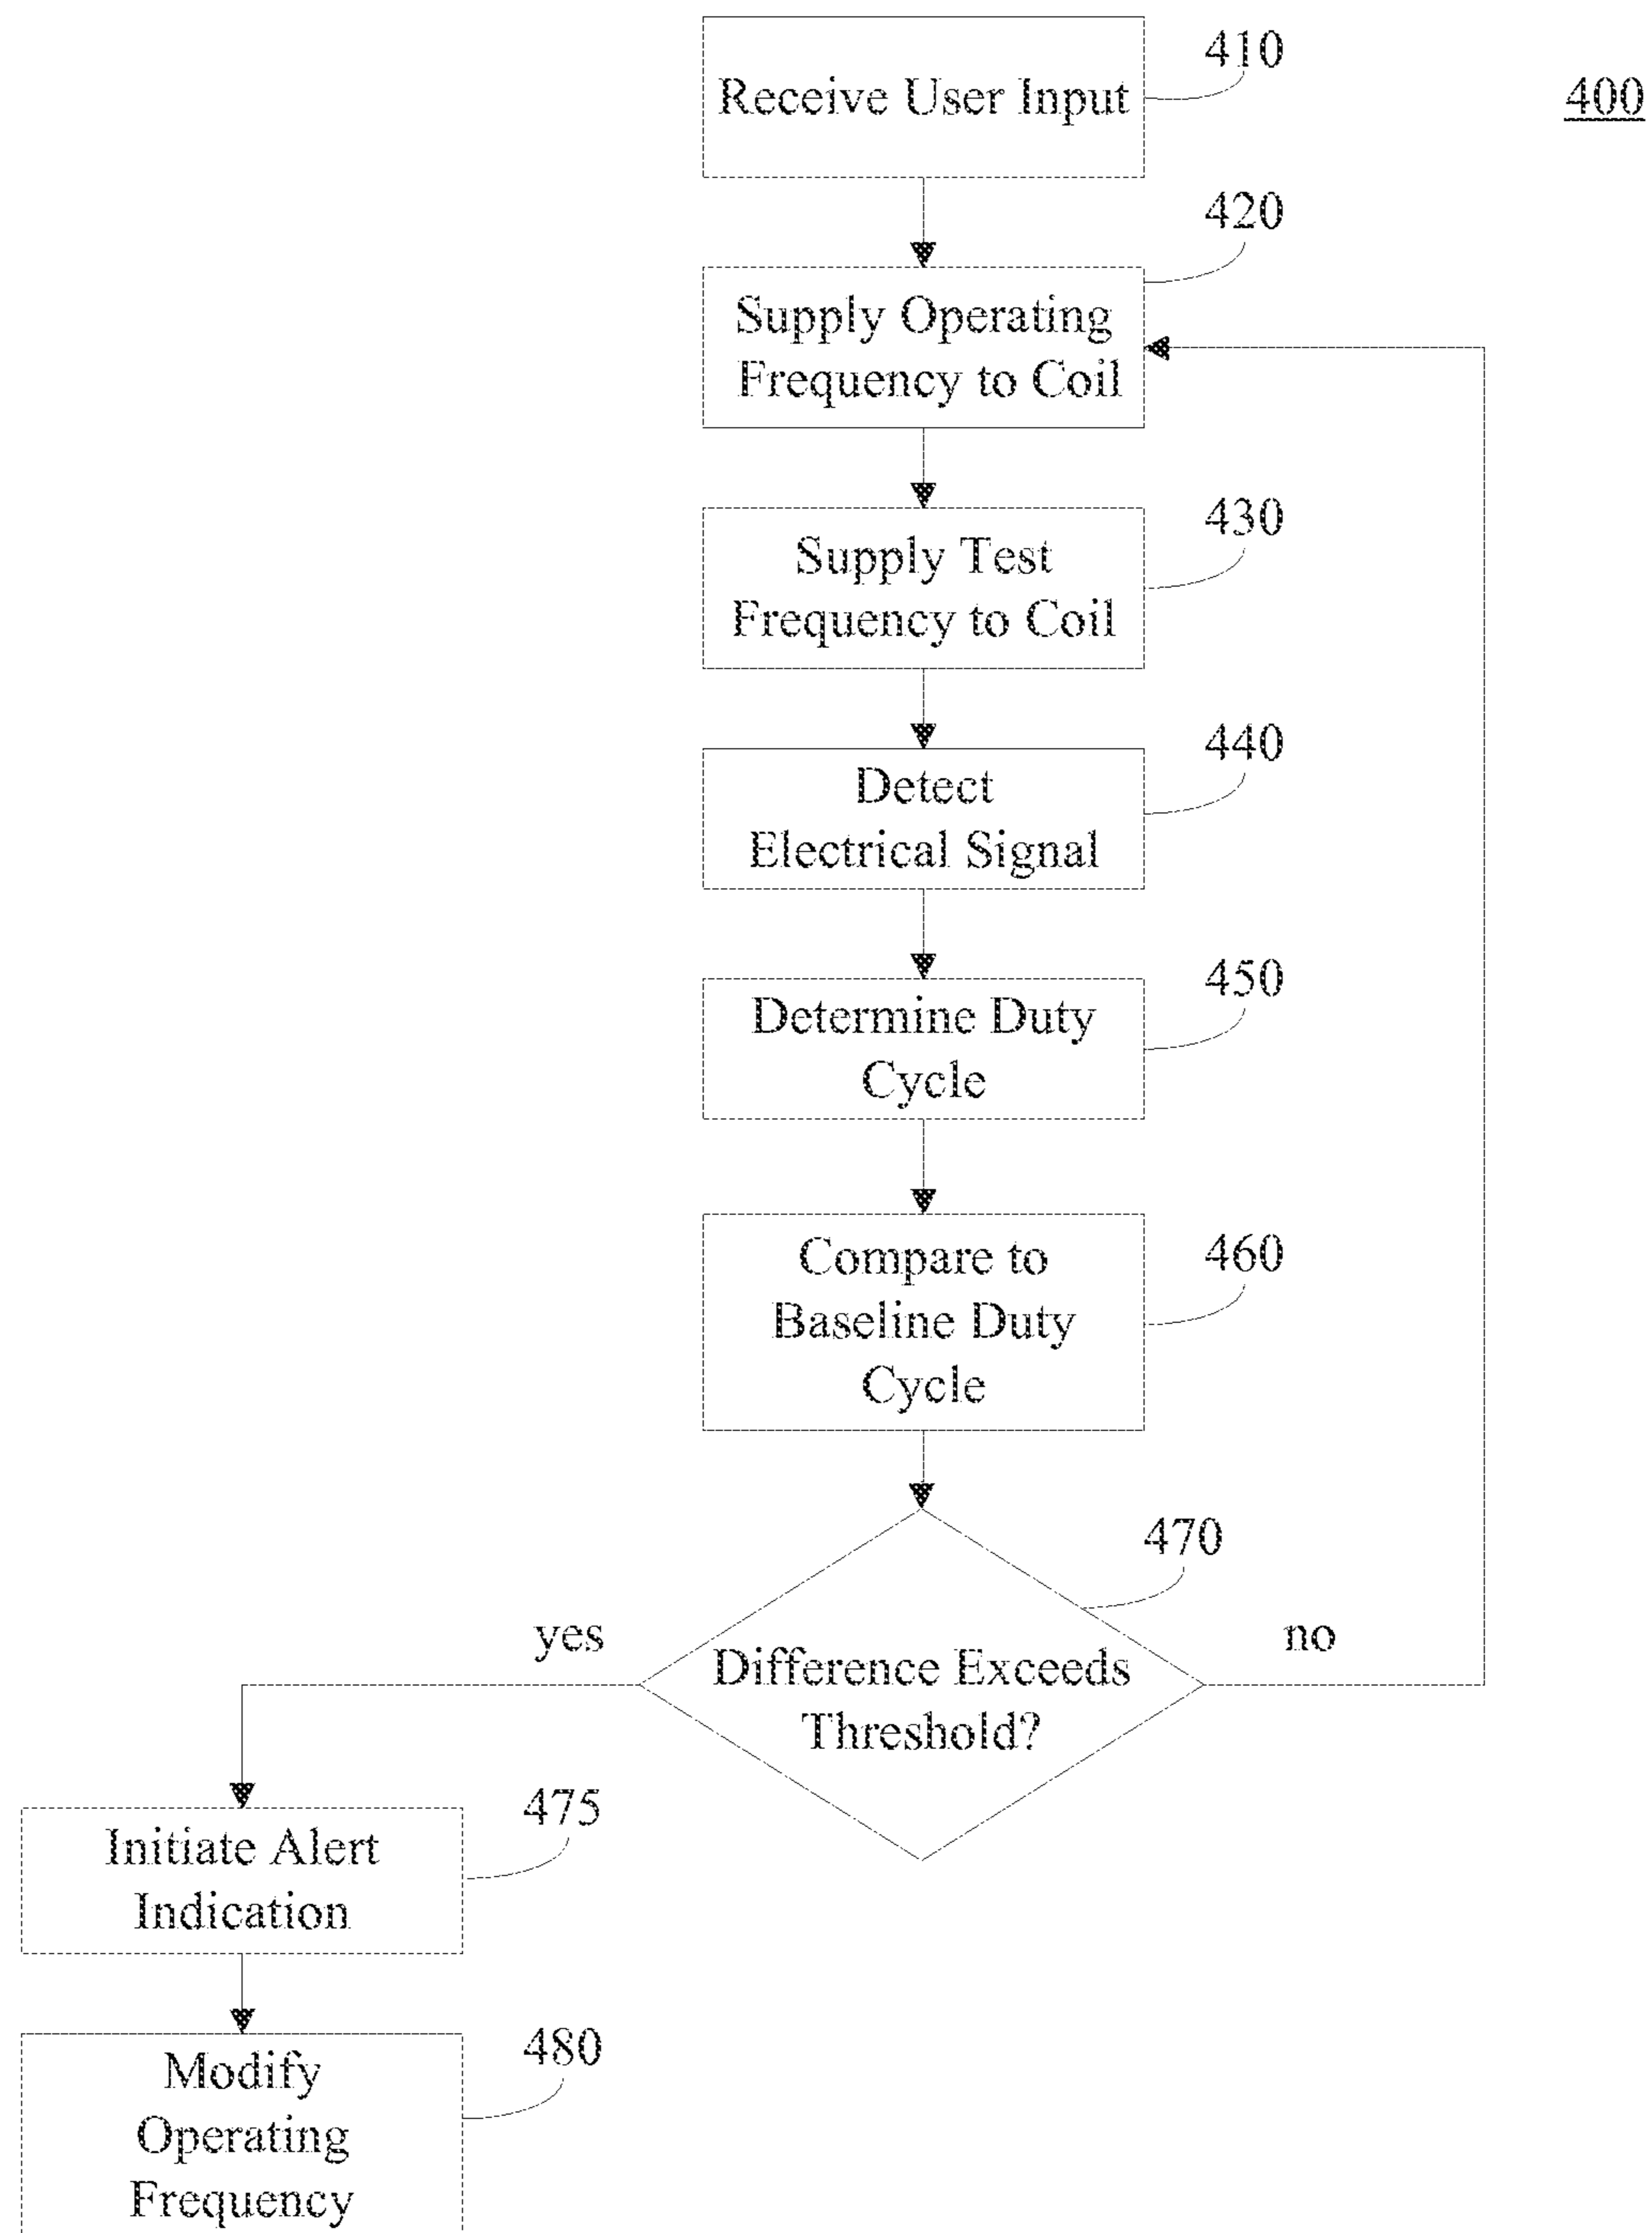 410
Receive User Input
400
420
Supply Operating
Frequency to Coil
430
Supply Test
Frequency to Coil
440
Detect
Electrical Signal
450
Determine Duty
Cycle
460
Compare to
Baseline Duty
Cycle
470
yes
no
Difference Exceeds
Threshold?
475
Initiate Alert
Indication
480
Modify
Operating
Frequency